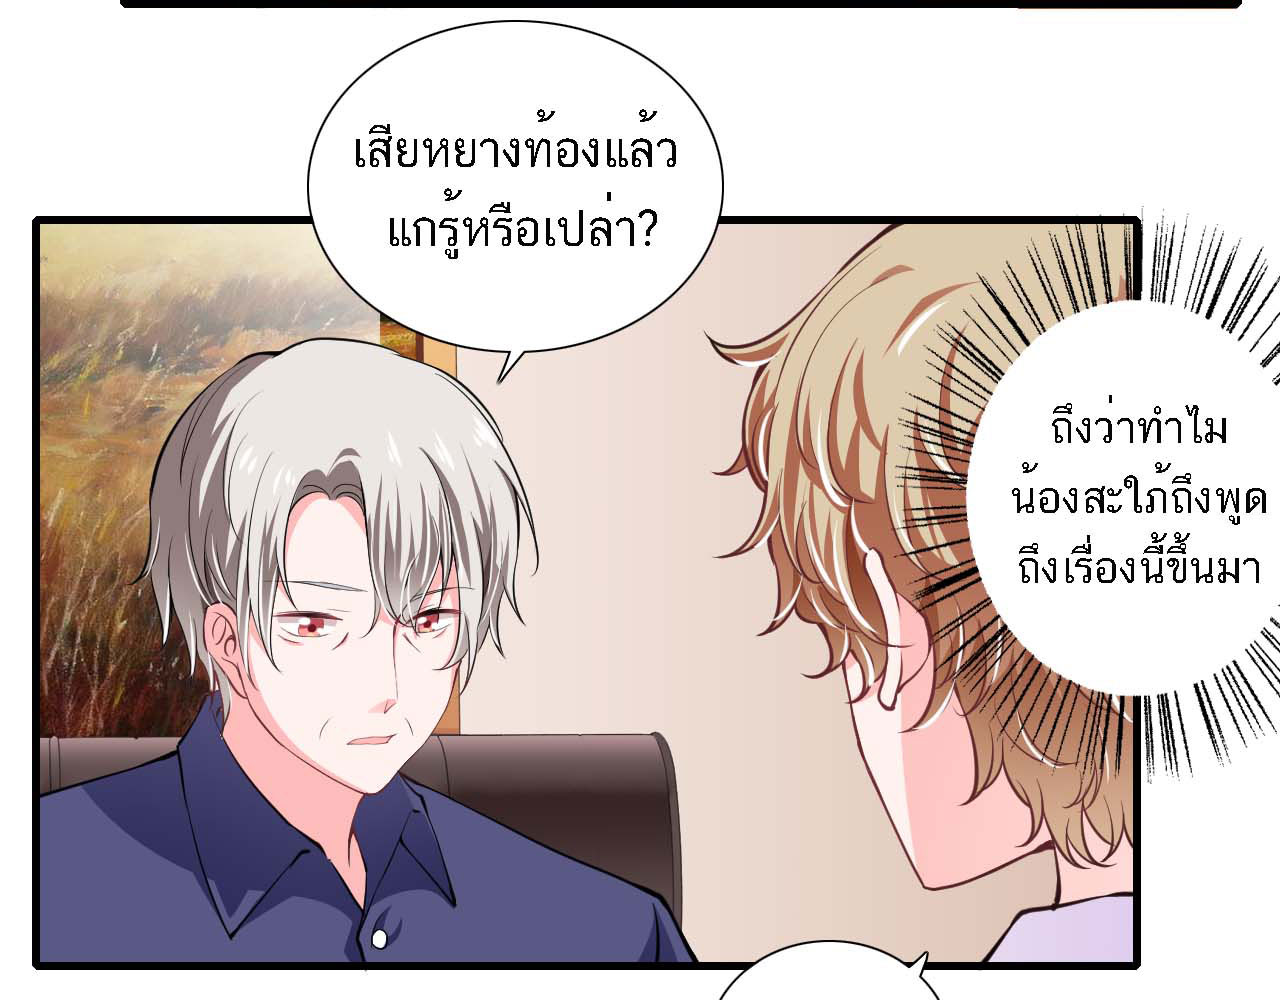 เสียหยางท้องแล้ว
แกรู้หรือเปล่า?
ถึงว่าทำไม
น้องสะใภ้ถึงพูด
ถึงเรื่องนี้ขึ้นมา